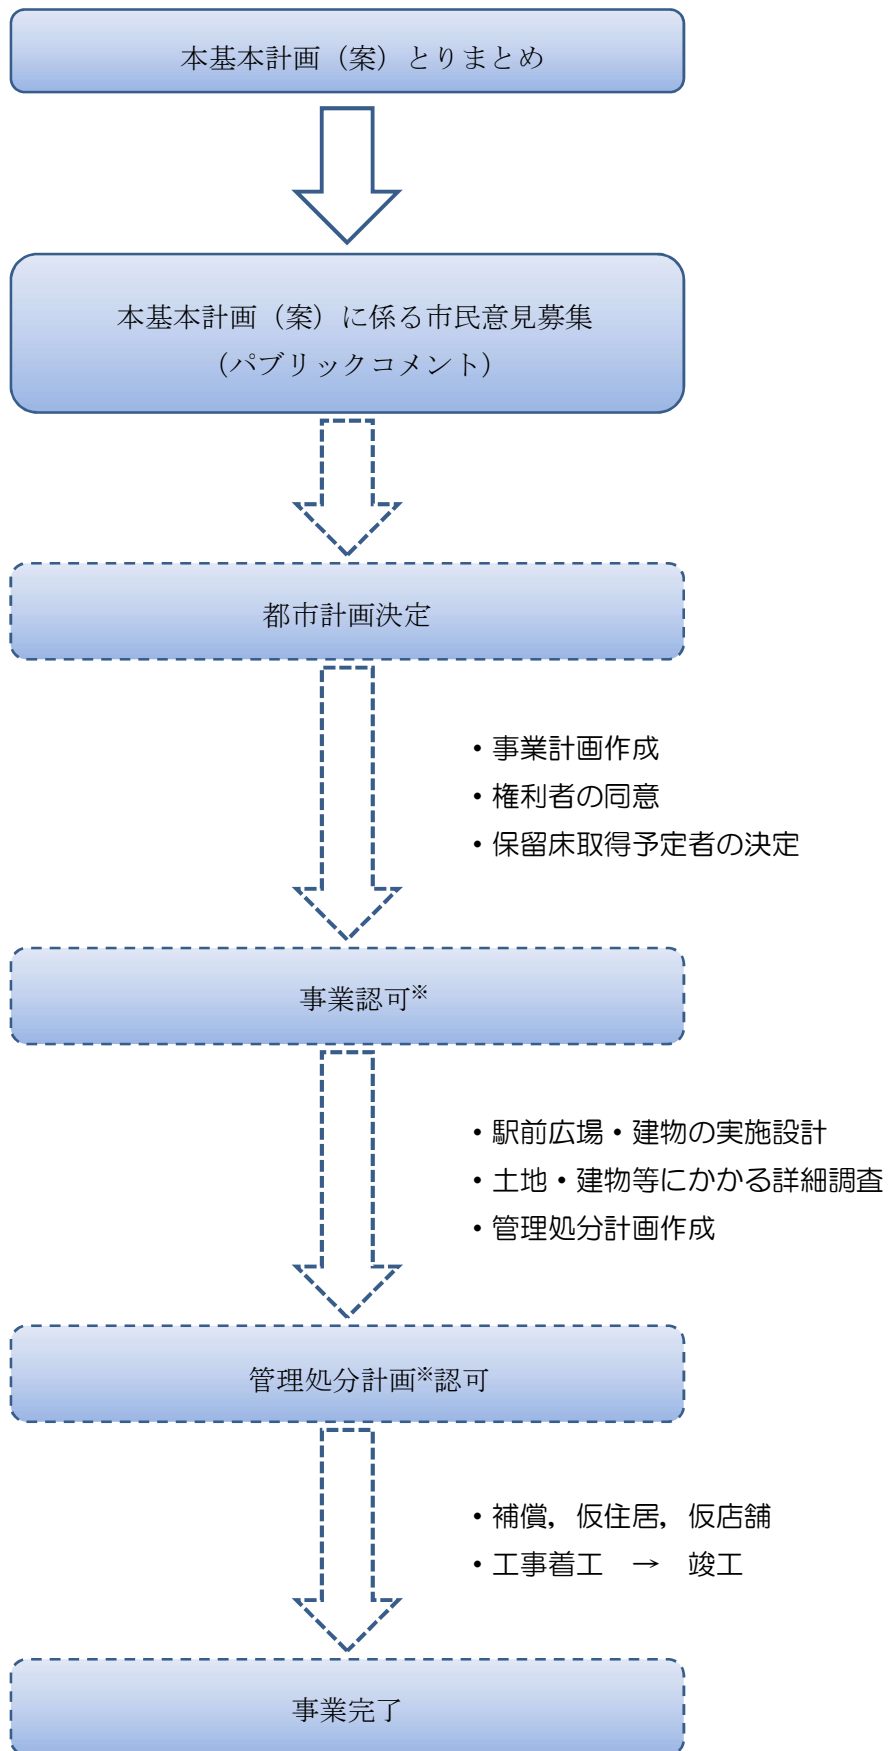 本基本計画（案）とりまとめ
本基本計画（案）に係る市民意見募集
（パブリックコメント）
都市計画決定
・事業計画作成
・権利者の同意
・保留床取得予定者の決定
事業認可※
・駅前広場・建物の実施設計
・土地・建物等にかかる詳細調査
・管理処分計画作成
管理処分計画※認可
・補償，仮住居，仮店舗
・工事着工　→　竣工
事業完了